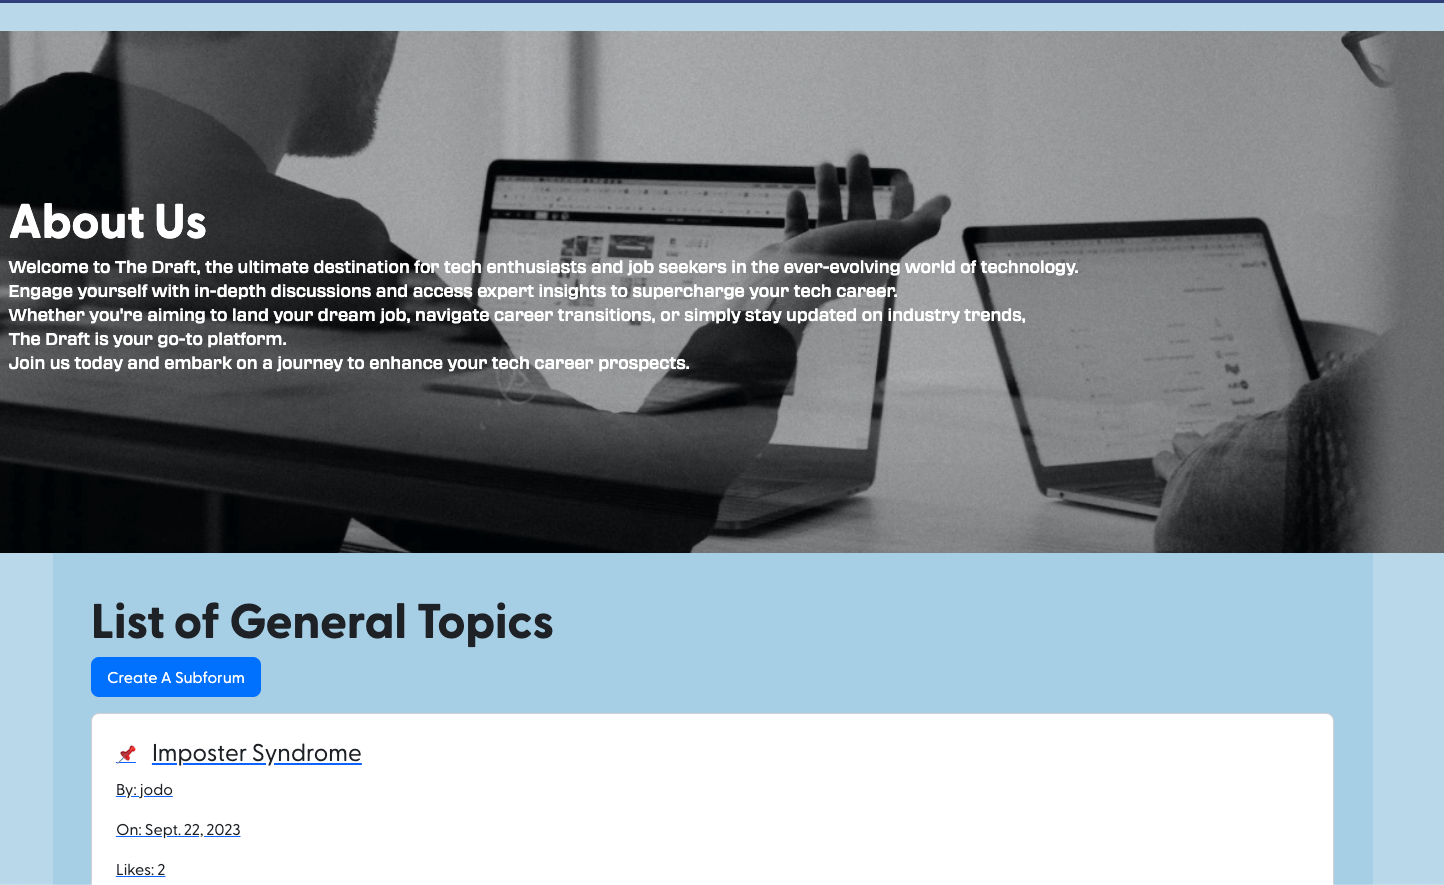 About Us
Welcome to The Draft, the ultimate destination for tech enthusiasts and job seekers in the ever-evolving world of technology.
Engage yourself with in-depth discussions and access expert insights to supercharge your tech career.
Whether you're aiming to land your dream job, navigate career transitions, or simply stay updated on industry trends,
The Draft is your go-to platform.
Join us today and embark on a journey to enhance your tech career prospects.
List of General Topics
Create A Subforum
Imposter Syndrome
By: jodo
On: Sept. 22, 2023
Likes: 2